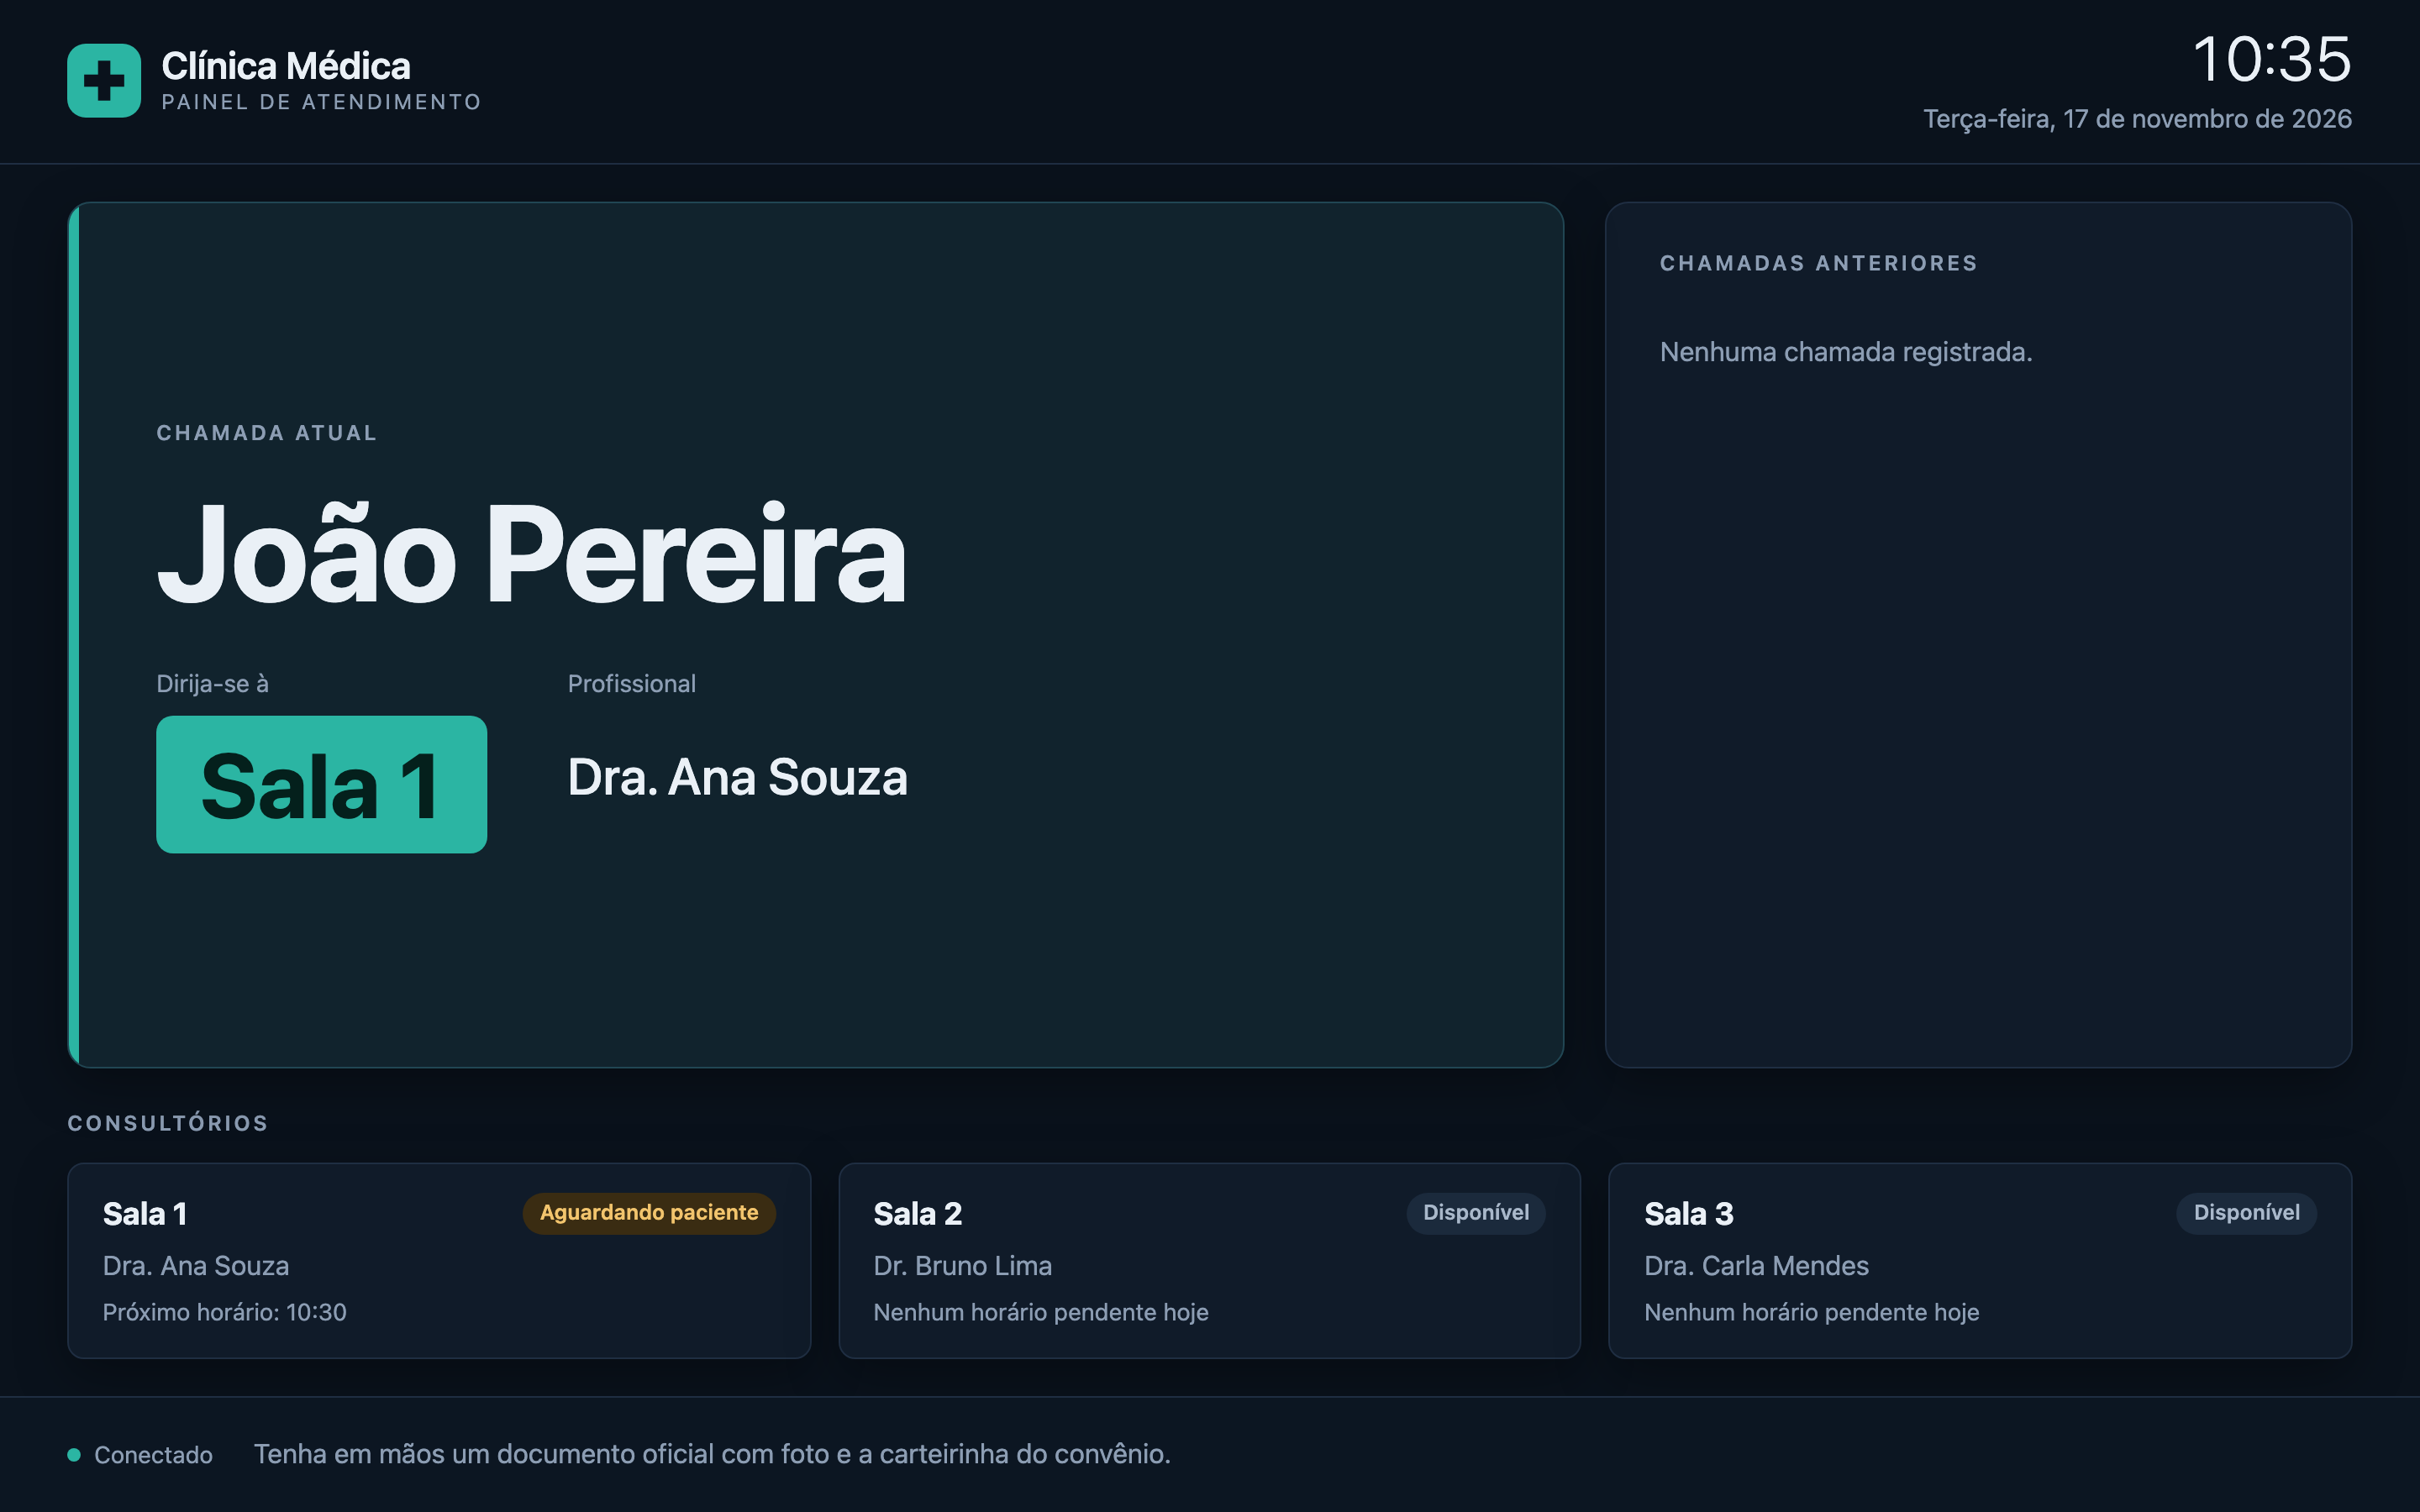 Clínica Médica
PAINEL DE ATENDIMENTO
10:35
Terça-feira, 17 de novembro de 2026
CHAMADA ATUAL
João Pereira
Dirija-se à
Sala 1
Profissional
Dra. Ana Souza
CHAMADAS ANTERIORES
Nenhuma chamada registrada.
CONSULTÓRIOS
Sala 1
Aguardando paciente
Dra. Ana Souza
Próximo horário: 10:30
Sala 2
Disponível
Dr. Bruno Lima
Nenhum horário pendente hoje
Sala 3
Disponível
Dra. Carla Mendes
Nenhum horário pendente hoje
Conectado
Tenha em mãos um documento oficial com foto e a carteirinha do convênio.